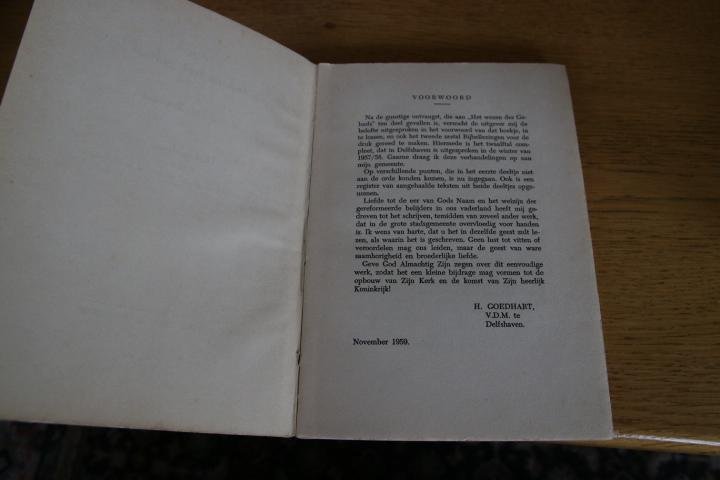 VOORWOORD
Na de gunstige ontvangst, die aan „Het wezen des Ge-
beds” ten deel gevallen is, verzocht de uitgever mij de
belofte uitgesproken in het voorwoord van dat boekje, in
te lossen, en ook het tweede zestal Bijbellezingen voor de
druk gereed te maken. Hiermede is het twaalftal com-
pleet, dat in Delfshaven is uitgesproken in de winter van
1957/58. Gaarne draag ik deze verhandelingen op aan
mijn gemeente.
Op verschillende punten, die in het eerste deeltje niet
aan de orde konden komen, is nu ingegaan. Ook is een
register van aangehaalde teksten uit beide deeltjes opge-
nomen.
Liefde tot de eer van Gods Naam en het welzijn der
gereformeerde belijders in ons vaderland heeft mij ge-
dreven tot het schrijven, temidden van zoveel ander werk,
dat in de grote stadsgemeente overvloedig voor handen
is. Ik wens van harte, dat u het in dezelfde geest zult le-
zen, als waarin het is geschreven. Geen lust tot vitten of
veroordelen mag ons leiden, maar de geest van ware
saamhorigheid en broederlijke liefde.
Geve God Almachtig Zijn zegen over dit eenvoudige
werk, zodat het een kleine bijdrage mag vormen tot de
opbouw van Zijn Kerk en de komst van Zijn heerlijk
Koninkrijk!
H. GOEDHART,
V.D.M. te
Delfshaven.
November 1959.